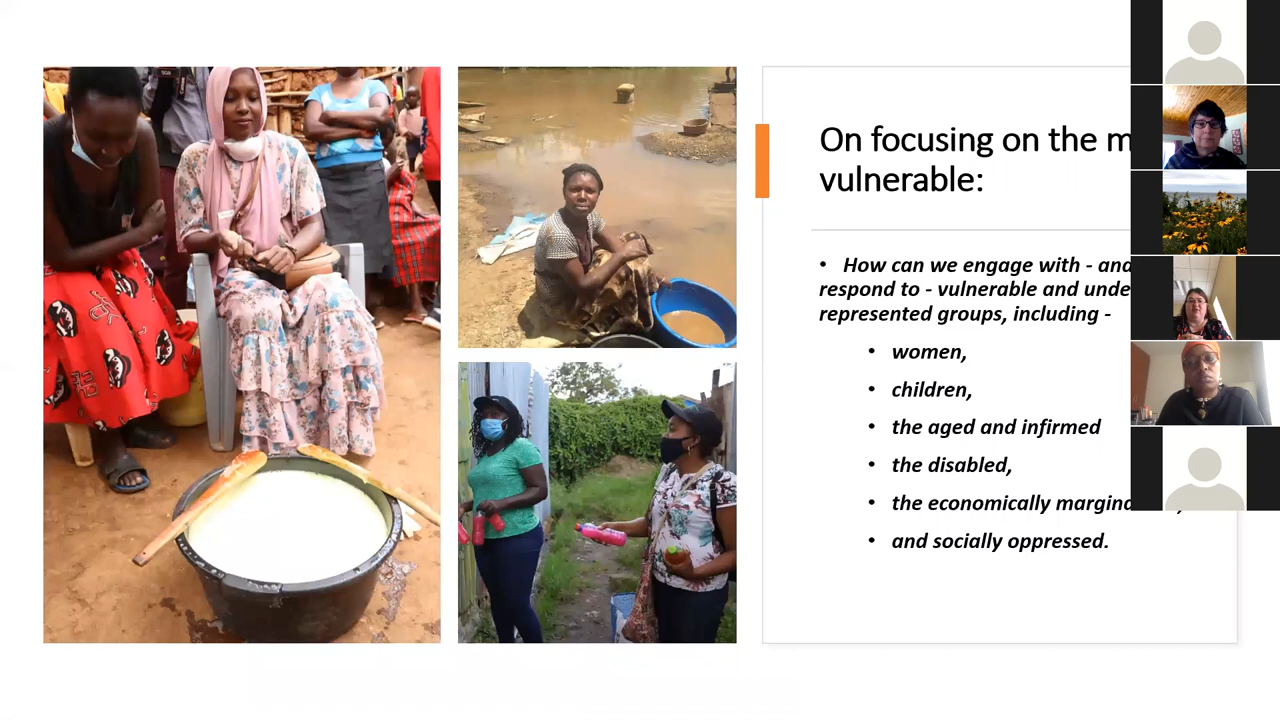 On focusing on the m
vulnerable:
• How can we engage with - and
respond to - vulnerable and unde
represented groups, including -
• women,
• children,
• the aged and infirmed
• the disabled,
• the economically margin
• and socially oppressed.